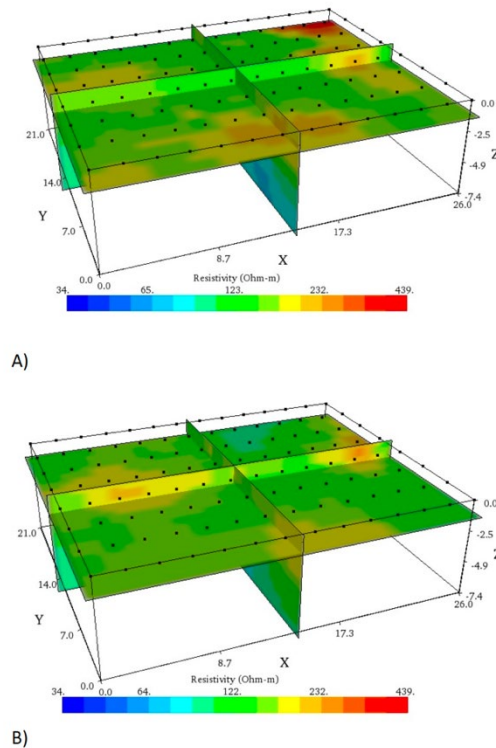 0.0
-2.5
Z
-4.9
-7.4
21.0
14.0
Y
7.0
0.0
0.0
8.7
X
17.3
26.0
Resistivity (Ohm-m)
34. 65. 123. 232. 439.
A)
0.0
-2.5
Z
-4.9
-7.4
21.0
14.0
Y
7.0
0.0
0.0
8.7
X
17.3
26.0
Resistivity (Ohm-m)
34. 64. 122. 232. 439.
B)